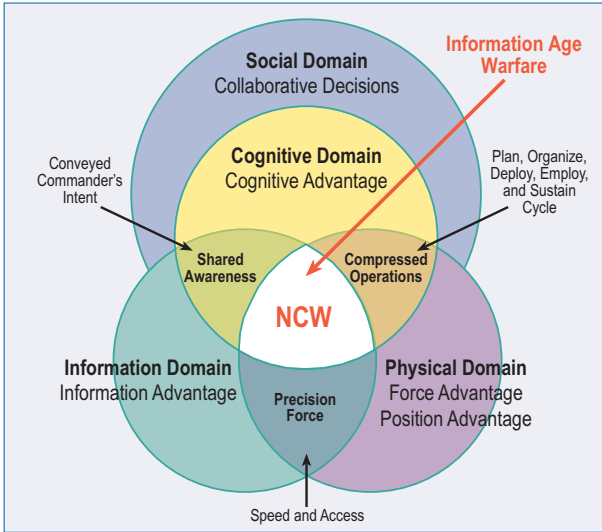 Information Age
Warfare
Social Domain
Collaborative Decisions
Cognitive Domain
Cognitive Advantage
Conveyed
Commander's
Intent
Plan, Organize,
Deploy, Employ,
and Sustain
Cycle
Shared
Awareness
Compressed
Operations
NCW
Information Domain
Information Advantage
Physical Domain
Force Advantage
Position Advantage
Precision
Force
Speed and Access